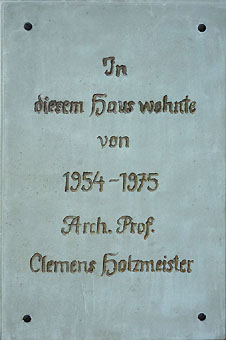 In
diesem Haus wohnte
von
1954-1975
Arch. Prof.
Clemens Holzmeister